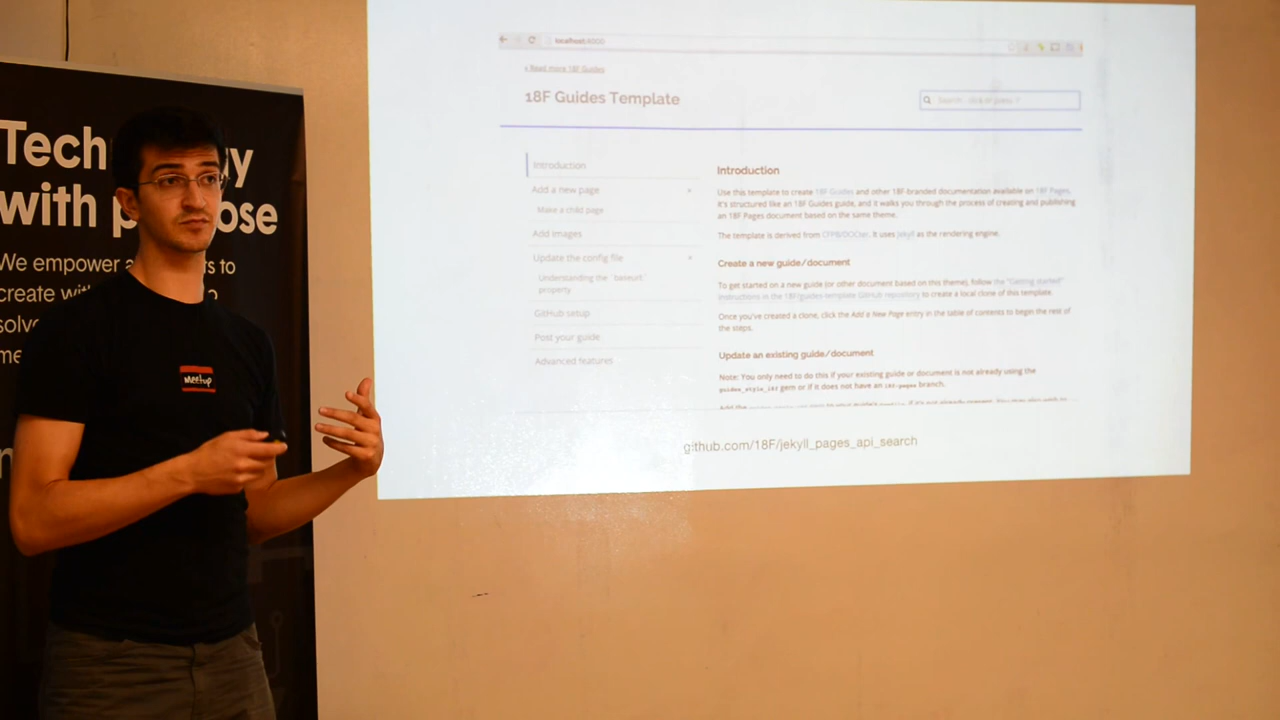 Tech y
with p ose
We empower a ts to
create wit
solv
me
meetup
localhost:4000
« Read more 18F Guides
18F Guides Template
Introduction
Add a new page
Make a child page
Add images
Update the config file
Understanding the `baseurl`
property
GitHub setup
Post your guide
Advanced features
Introduction
Use this template to create 18F Guides and other 18F-branded documentation available on 18F Pages.
It's structured like an 18F Guides guide, and it walks you through the process of creating and publishing
an 18F Pages document based on the same theme.
The template is derived from CFPB/DOCter. It uses Jekyll as the rendering engine.
Create a new guide/document
To get started on a new guide (or other document based on this theme), follow the "Getting started"
instructions in the 18F/guides-template GitHub repository to create a local clone of this template.
Once you've created a clone, click the Add a New Page entry in the table of contents to begin the rest of
the steps.
Update an existing guide/document
Note: You only need to do this if your existing guide or document is not already using the
guides_style_18f gem or if it does not have an 18f-pages branch.
github.com/18F/jekyll_pages_api_search